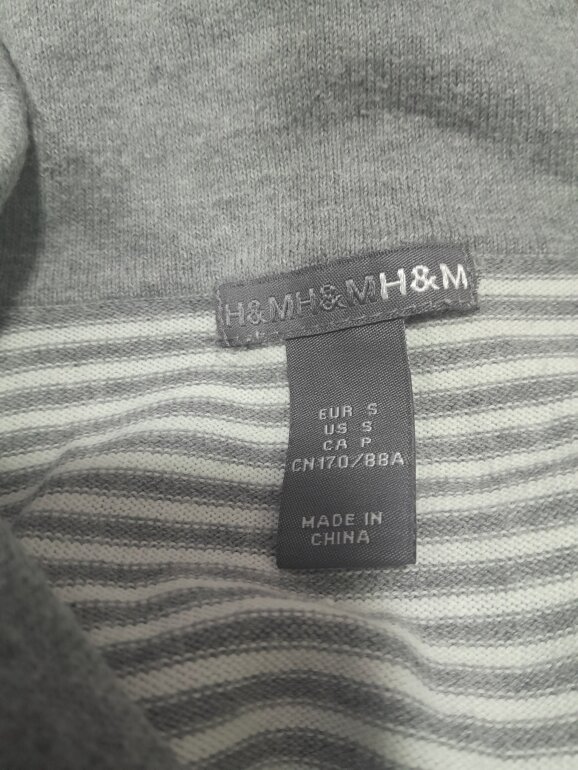 H&MH&MH&M
EUR S
US S
CA P
CN170/88A
MADE IN
CHINA